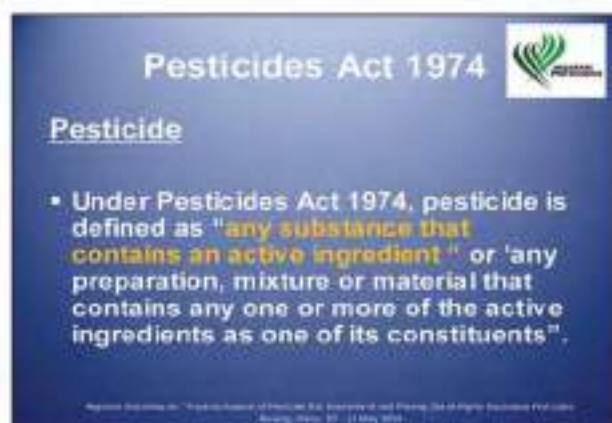 Pesticides Act 1974
Pesticide
▪ Under Pesticides Act 1974, pesticide is
defined as "any substance that
contains an active ingredient " or 'any
preparation, mixture or material that
contains any one or more of the active
ingredients as one of its constituents".